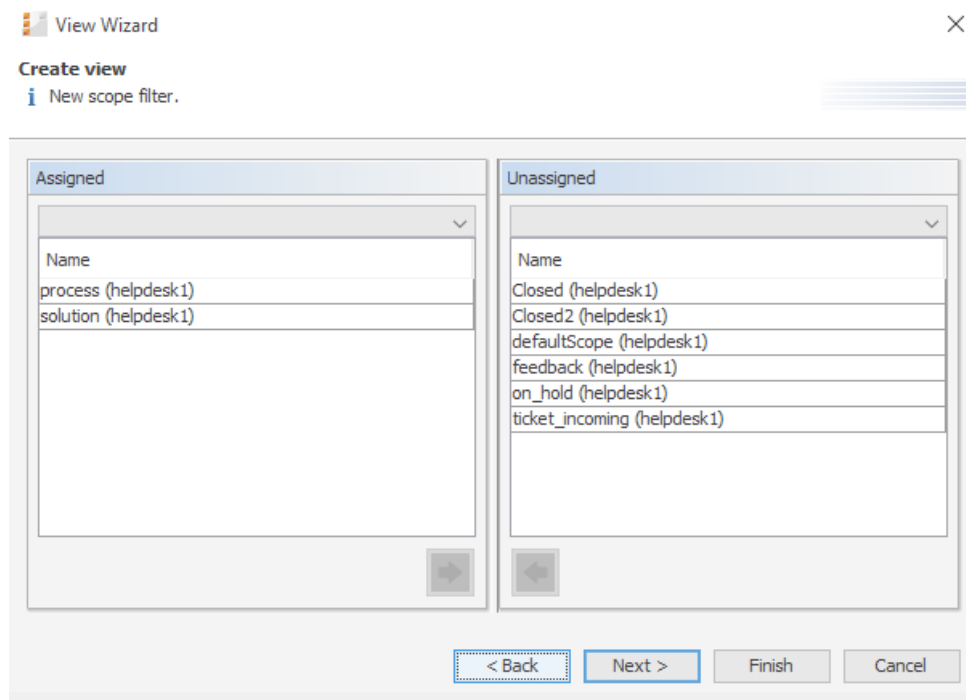 View Wizard
Create view
New scope filter.
Assigned
Name
process (helpdesk1)
solution (helpdesk1)
Unassigned
Name
Closed (helpdesk1)
Closed2 (helpdesk1)
defaultScope (helpdesk1)
feedback (helpdesk1)
on_hold (helpdesk1)
ticket_incoming (helpdesk1)
< Back Next > Finish Cancel